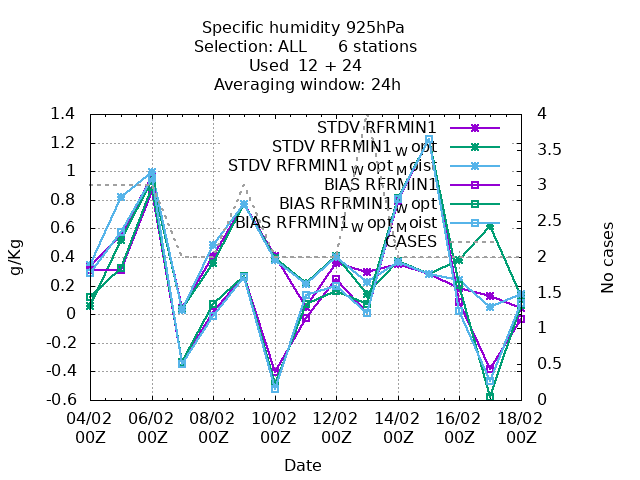 Specific humidity 925hPa
Selection: ALL 6 stations
Used 12 + 24
Averaging window: 24h
g/Kg
1.4
1.2
1
0.8
0.6
0.4
0.2
0
-0.2
-0.4
-0.6
STDV RFRMIN1
STDV RFRMIN1_W opt
STDV RFRMIN1_W opt_M oist
BIAS RFRMIN1
BIAS RFRMIN1_W opt
BIAS RFRMIN1_W opt_M oist
CASES
4
3.5
3
2.5
2
1.5
1
0.5
0
No cases
04/02 06/02 08/02 10/02 12/02 14/02 16/02 18/02
00Z 00Z 00Z 00Z 00Z 00Z 00Z 00Z
Date